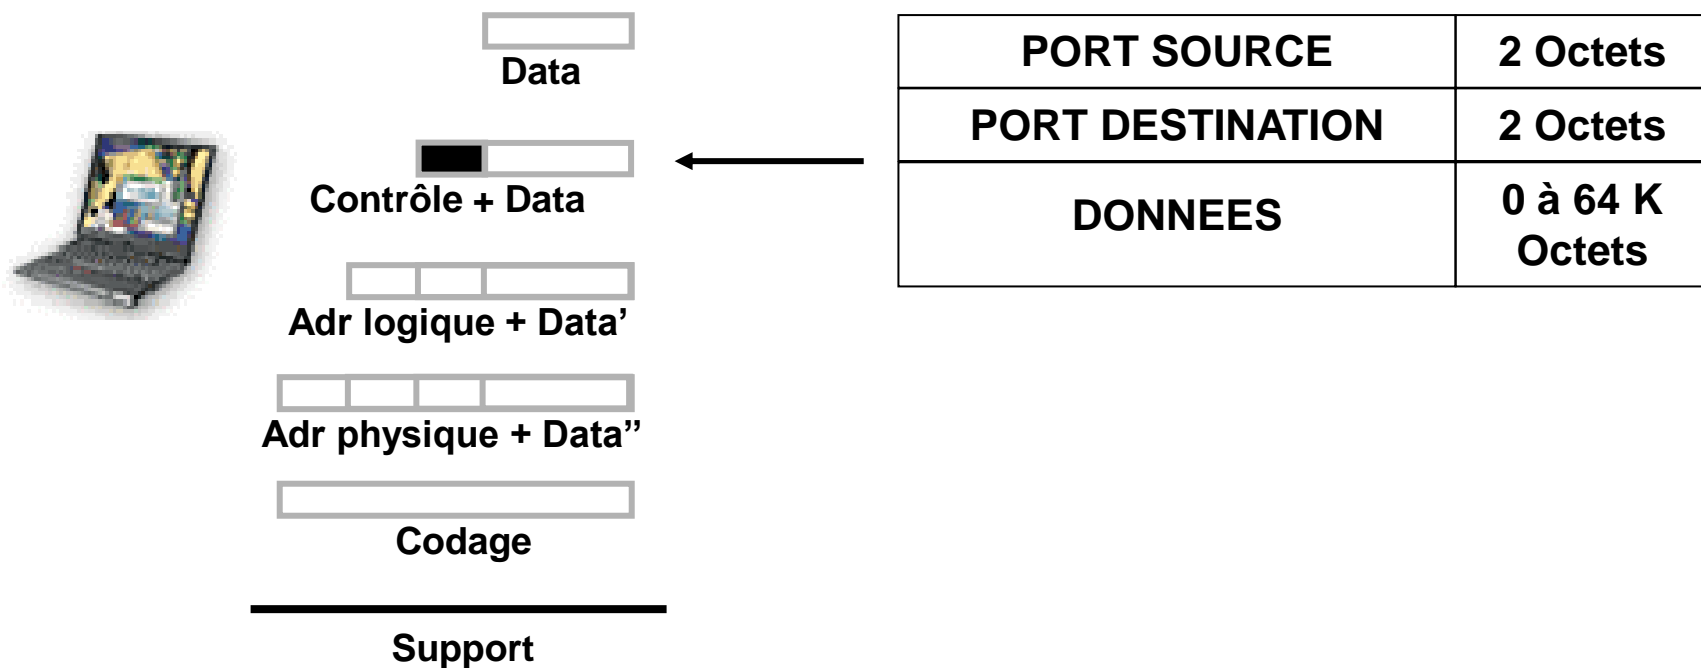 Data
Contrôle + Data
Adr logique + Data’
Adr physique + Data’’
Codage
Support
PORT SOURCE 2 Octets
PORT DESTINATION 2 Octets
DONNEES 0 à 64 K
Octets